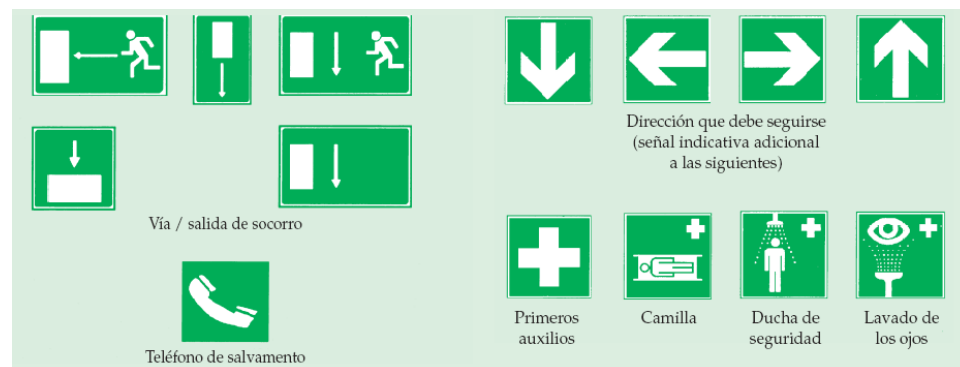 Vía / salida de socorro
Teléfono de salvamento
Dirección que debe seguirse
(señal indicativa adicional
a las siguientes)
Primeros
auxilios
Camilla
Ducha de
seguridad
Lavado de
los ojos